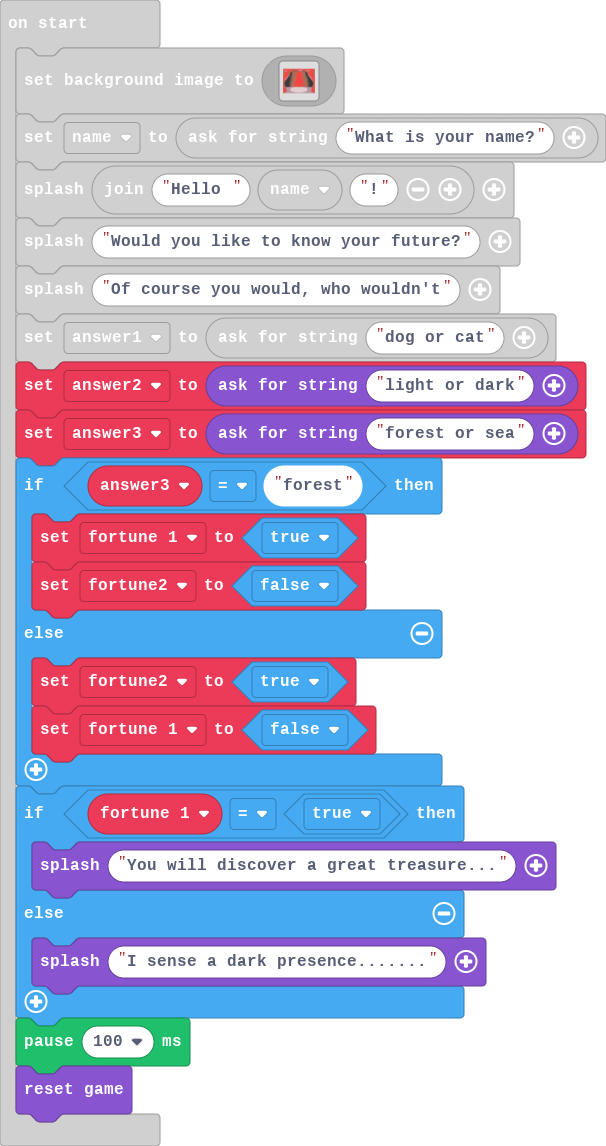 on start
set background image to
set name to ask for string "What is your name?"
splash join "Hello " name "!"
splash "Would you like to know your future?"
splash "Of course you would, who wouldn't"
set answer1 to ask for string "dog or cat"
set answer2 to ask for string "light or dark"
set answer3 to ask for string "forest or sea"
if answer3 = "forest" then
set fortune 1 to true
set fortune2 to false
else
set fortune2 to true
set fortune 1 to false
if fortune 1 = true then
splash "You will discover a great treasure..."
else
splash "I sense a dark presence......."
pause 100 ms
reset game